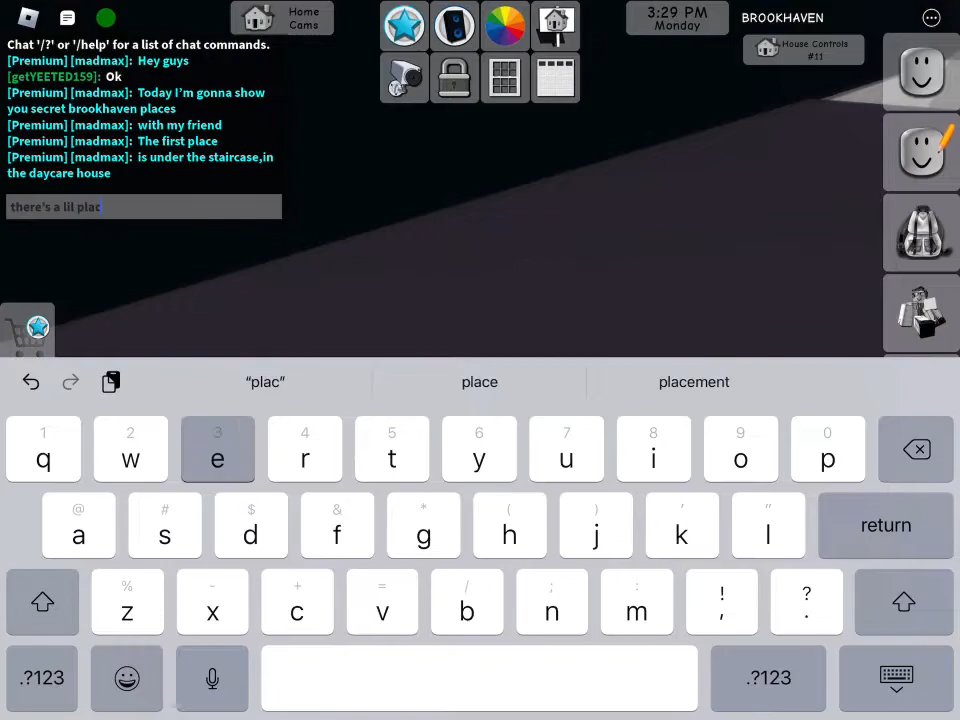 Home
Cams
3:29 PM
Monday
BROOKHAVEN
House Controls
#11
Chat '/?' or '/help' for a list of chat commands.
[Premium] [madmax]: Hey guys
[getYEETED159]: Ok
[Premium] [madmax]: Today I'm gonna show
you secret brookhaven places
[Premium] [madmax]: with my friend
[Premium] [madmax]: The first place
[Premium] [madmax]: is under the staircase,in
the daycare house
there's a lil plac
"plac" place placement
1 2 3 4 5 6 7 8 9 0
q w e r t y u i o p
@ # $ & * ( ) ' "
a s d f g h j k l return
% - + = / ; : ! ?
z x c v b n m , .
.?123 .?123